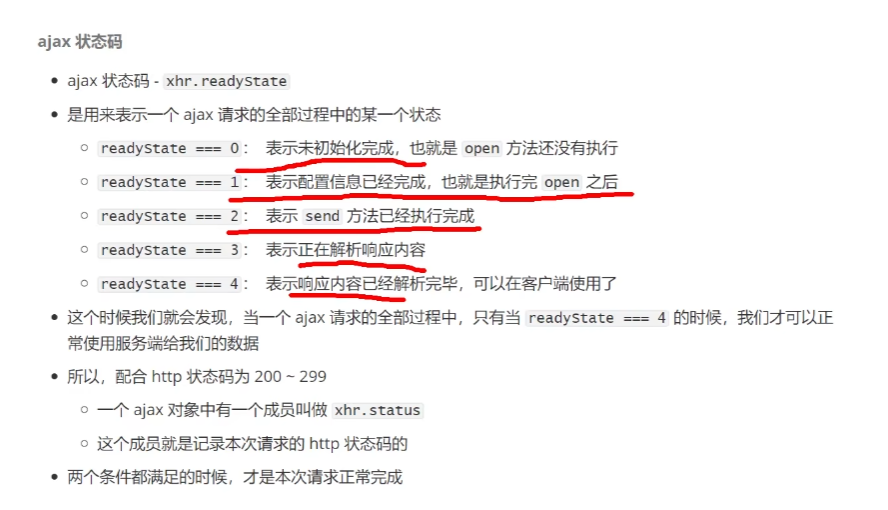 ajax 状态码
ajax 状态码 - xhr.readyState
是用来表示一个 ajax 请求的全部过程中的某一个状态
readyState === 0： 表示未初始化完成，也就是 open 方法还没有执行
readyState === 1： 表示配置信息已经完成，也就是执行完 open 之后
readyState === 2： 表示 send 方法已经执行完成
readyState === 3： 表示正在解析响应内容
readyState === 4： 表示响应内容已经解析完毕，可以在客户端使用了
这个时候我们就会发现，当一个 ajax 请求的全部过程中，只有当 readyState === 4 的时候，我们才可以正
常使用服务端给我们的数据
所以，配合 http 状态码为 200 ~ 299
一个 ajax 对象中有一个成员叫做 xhr.status
这个成员就是记录本次请求的 http 状态码的
两个条件都满足的时候，才是本次请求正常完成